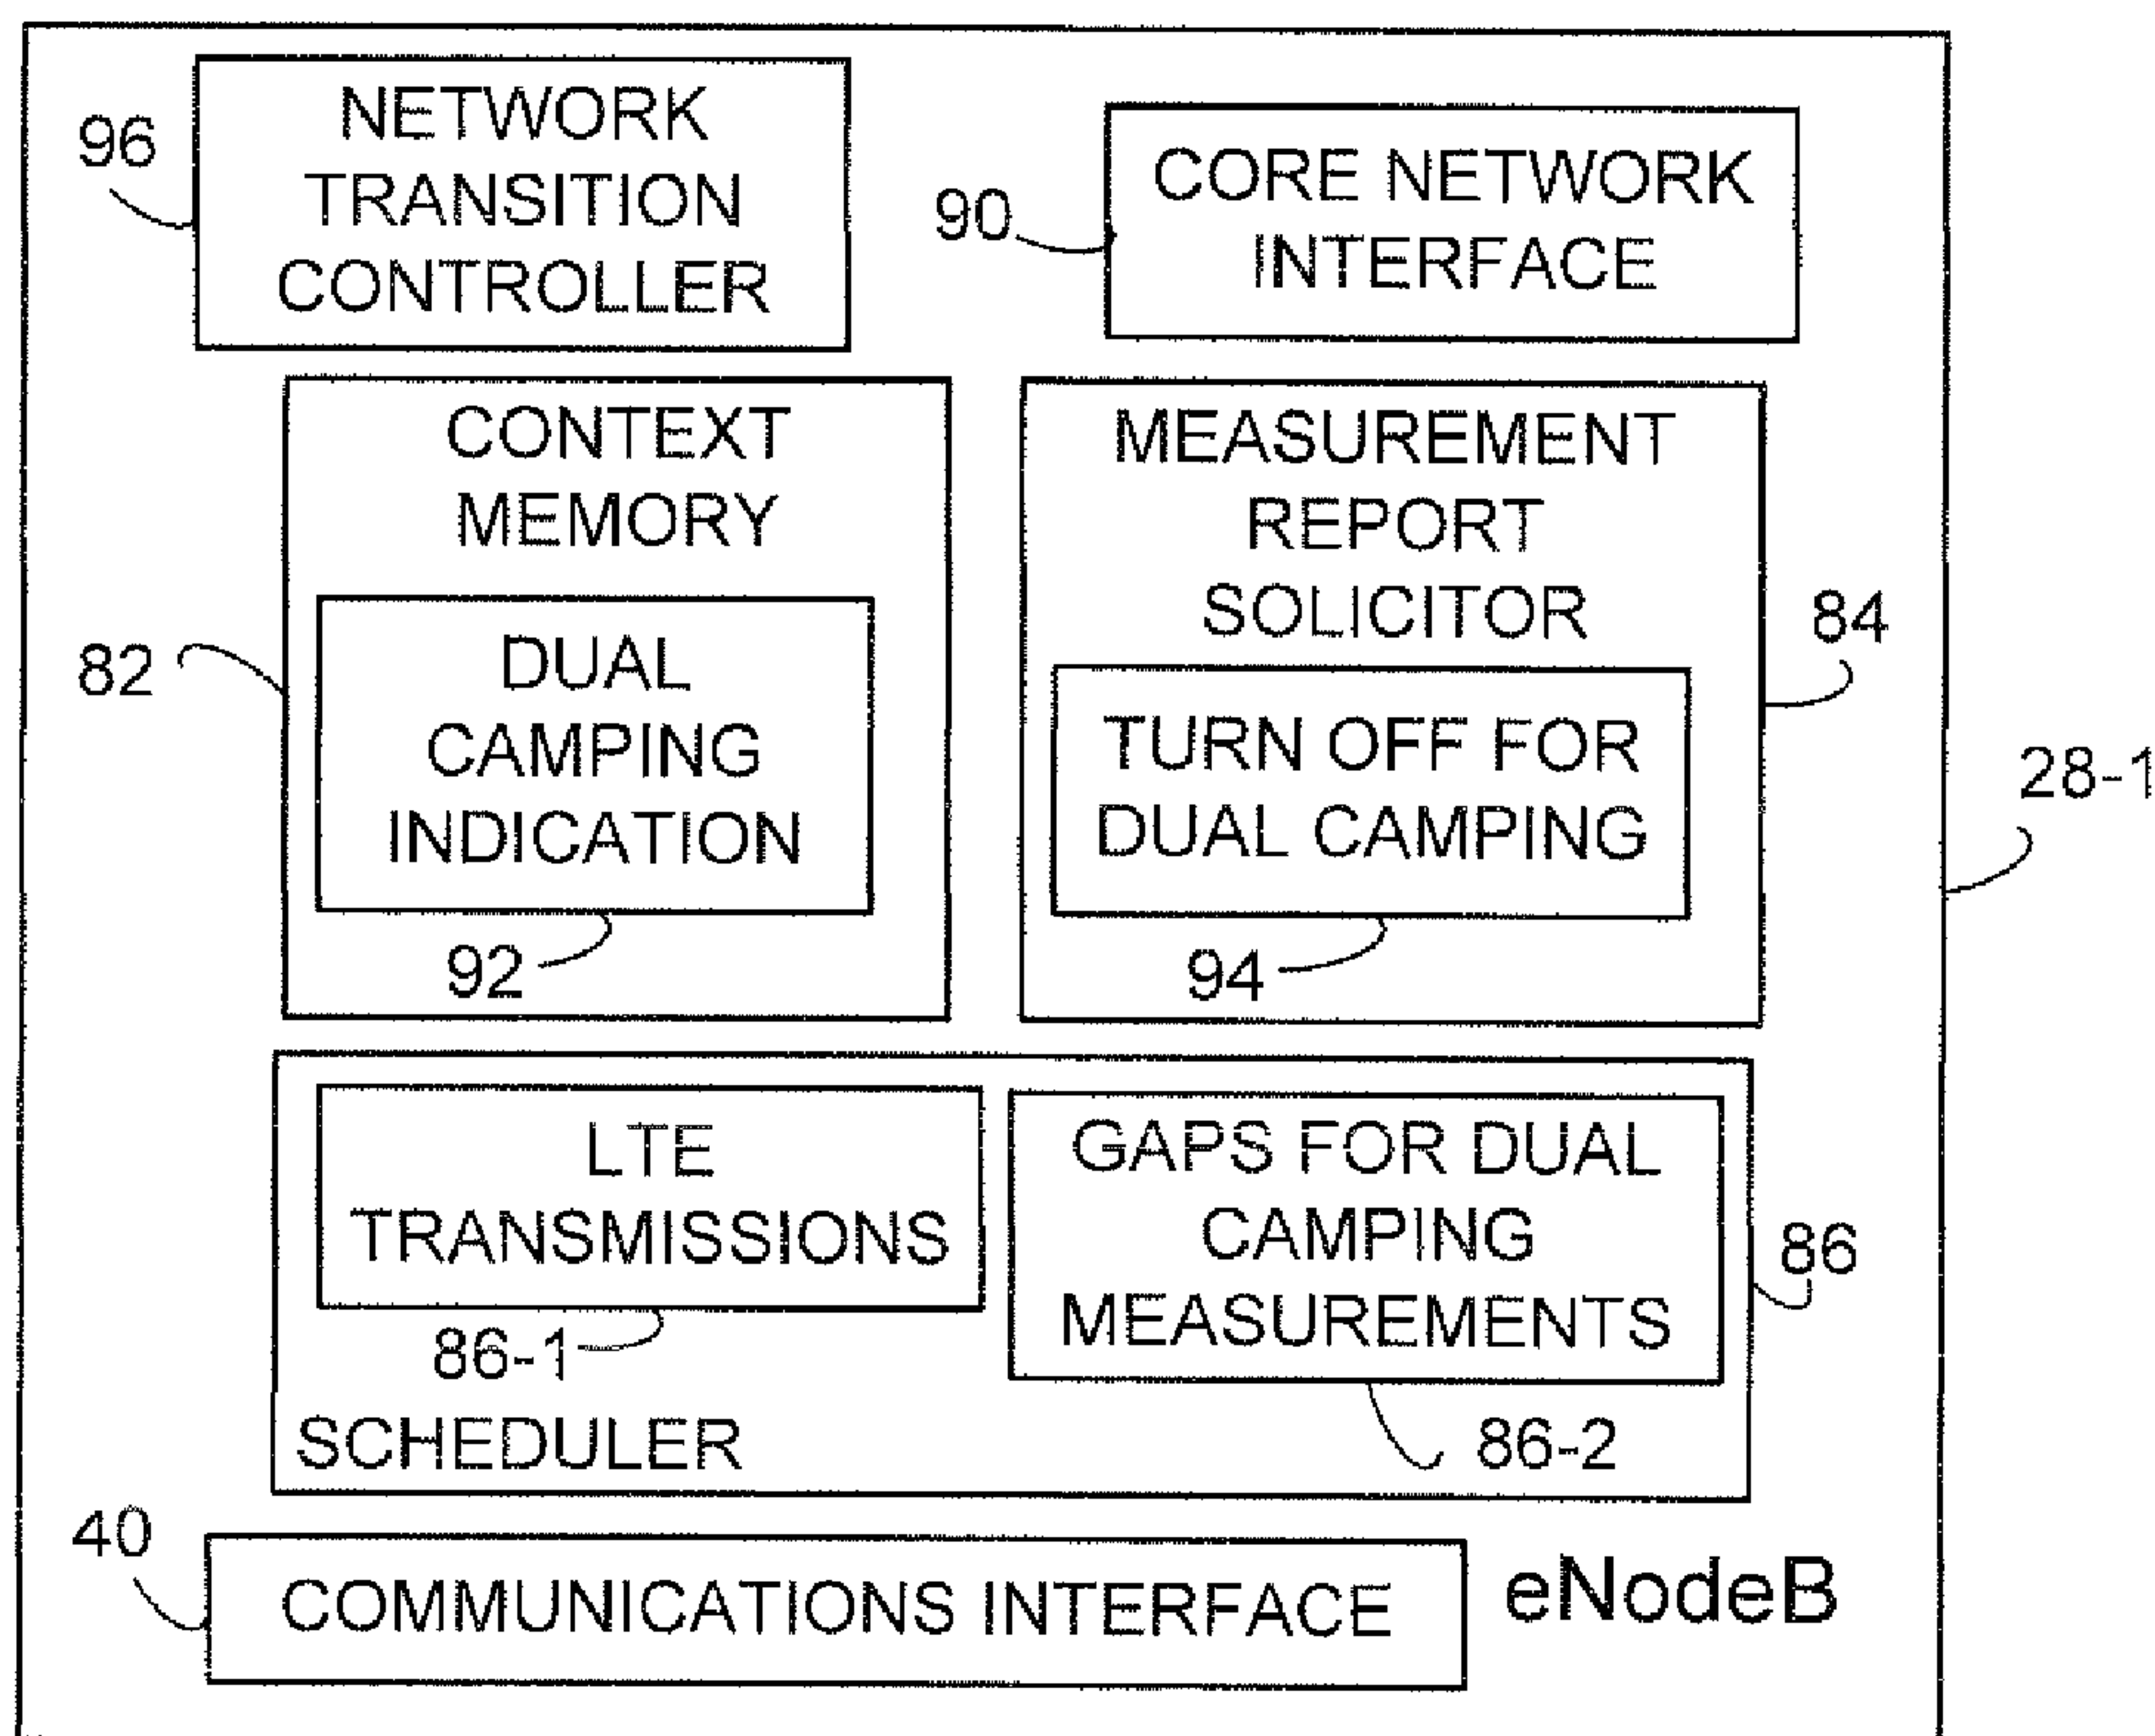 NETWORK
TRANSITION
CONTROLLER
96
CORE NETWORK
INTERFACE
90
CONTEXT
MEMORY
DUAL
CAMPING
INDICATION
82
92
MEASUREMENT
REPORT
SOLICITOR
TURN OFF FOR
DUAL CAMPING
84
94
28-1
LTE
TRANSMISSIONS
86-1
GAPS FOR DUAL
CAMPING
MEASUREMENTS
86
86-2
SCHEDULER
40
COMMUNICATIONS INTERFACE
eNodeB